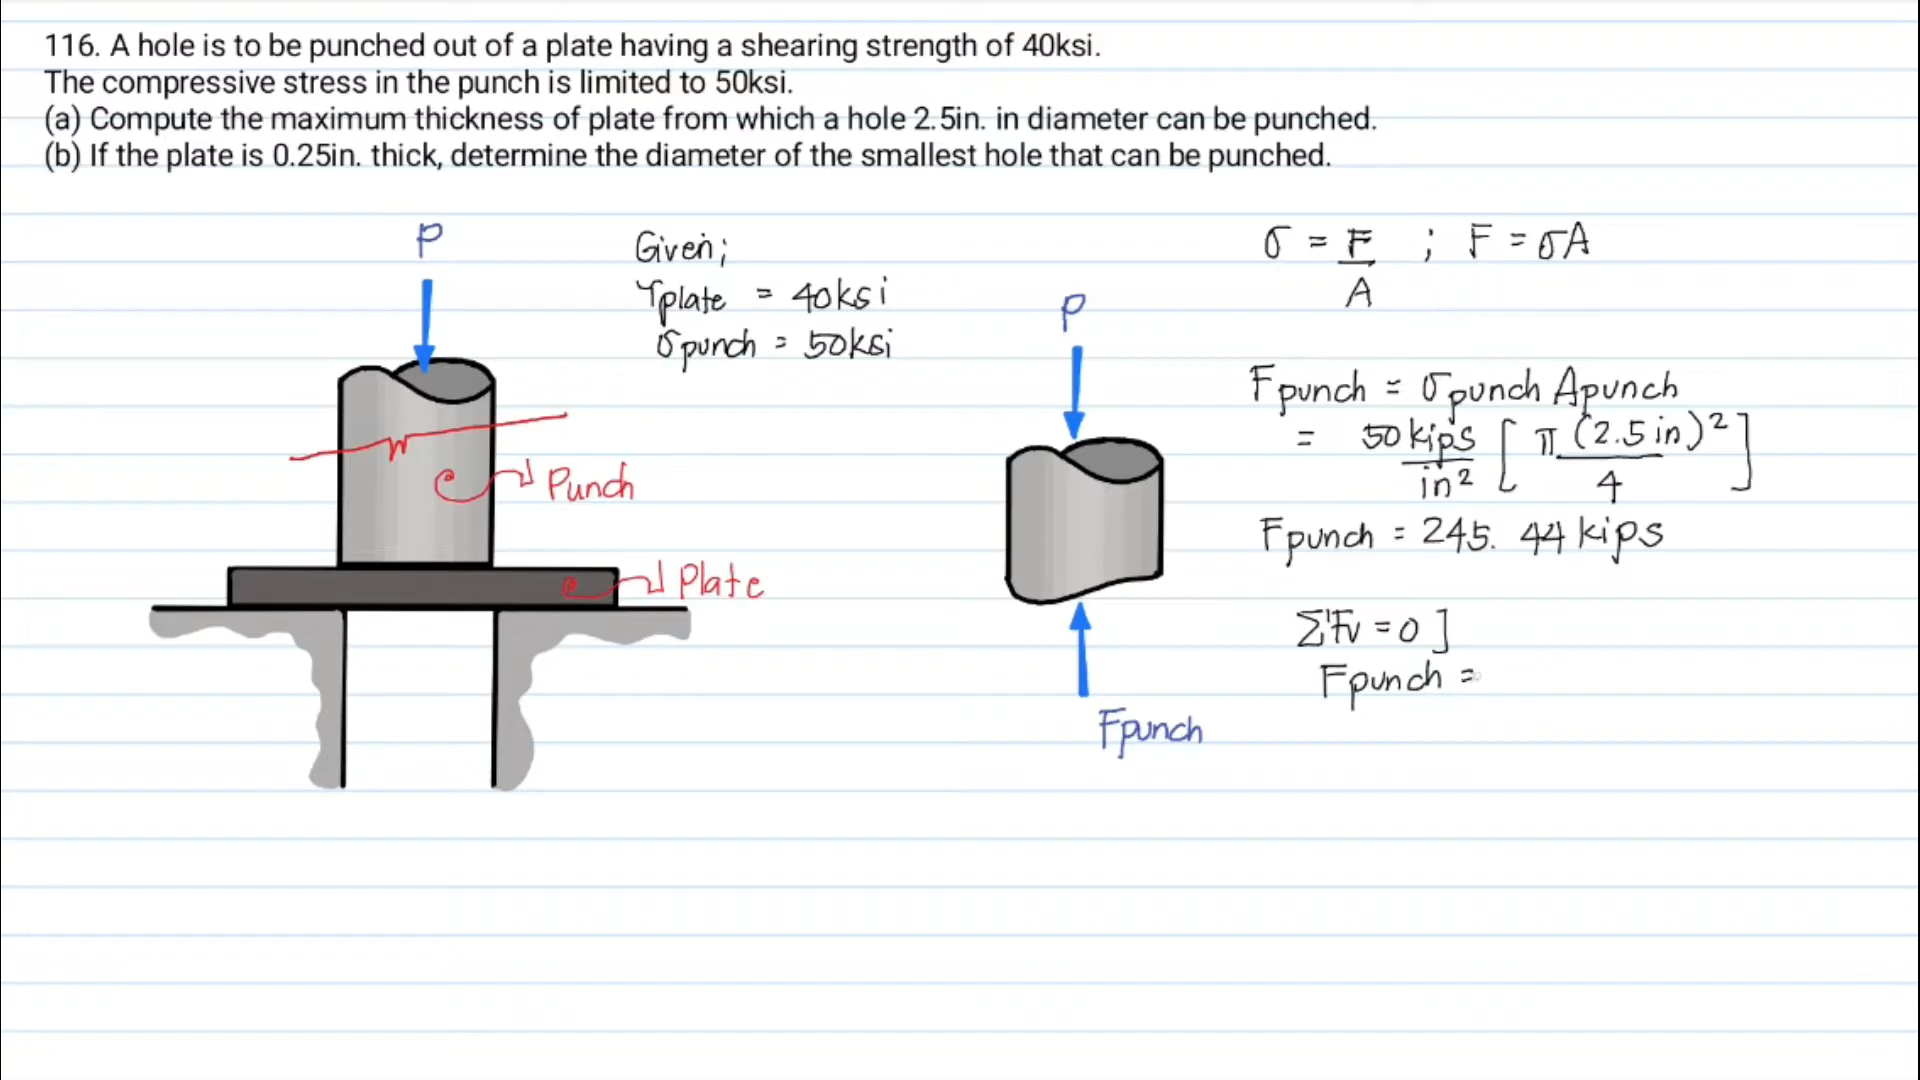 116. A hole is to be punched out of a plate having a shearing strength of 40ksi.
The compressive stress in the punch is limited to 50ksi.
(a) Compute the maximum thickness of plate from which a hole 2.5in. in diameter can be punched.
(b) If the plate is 0.25in. thick, determine the diameter of the smallest hole that can be punched.
P
Given;
τplate = 40ksi
σpunch = 50ksi
Punch
Plate
P
Fpunch
σ = F/A ; F = σA
Fpunch = σpunch Apunch
= 50 kips/in² [π(2.5in)²/4]
Fpunch = 245.44 kips
ΣFv = 0 ]
Fpunch =